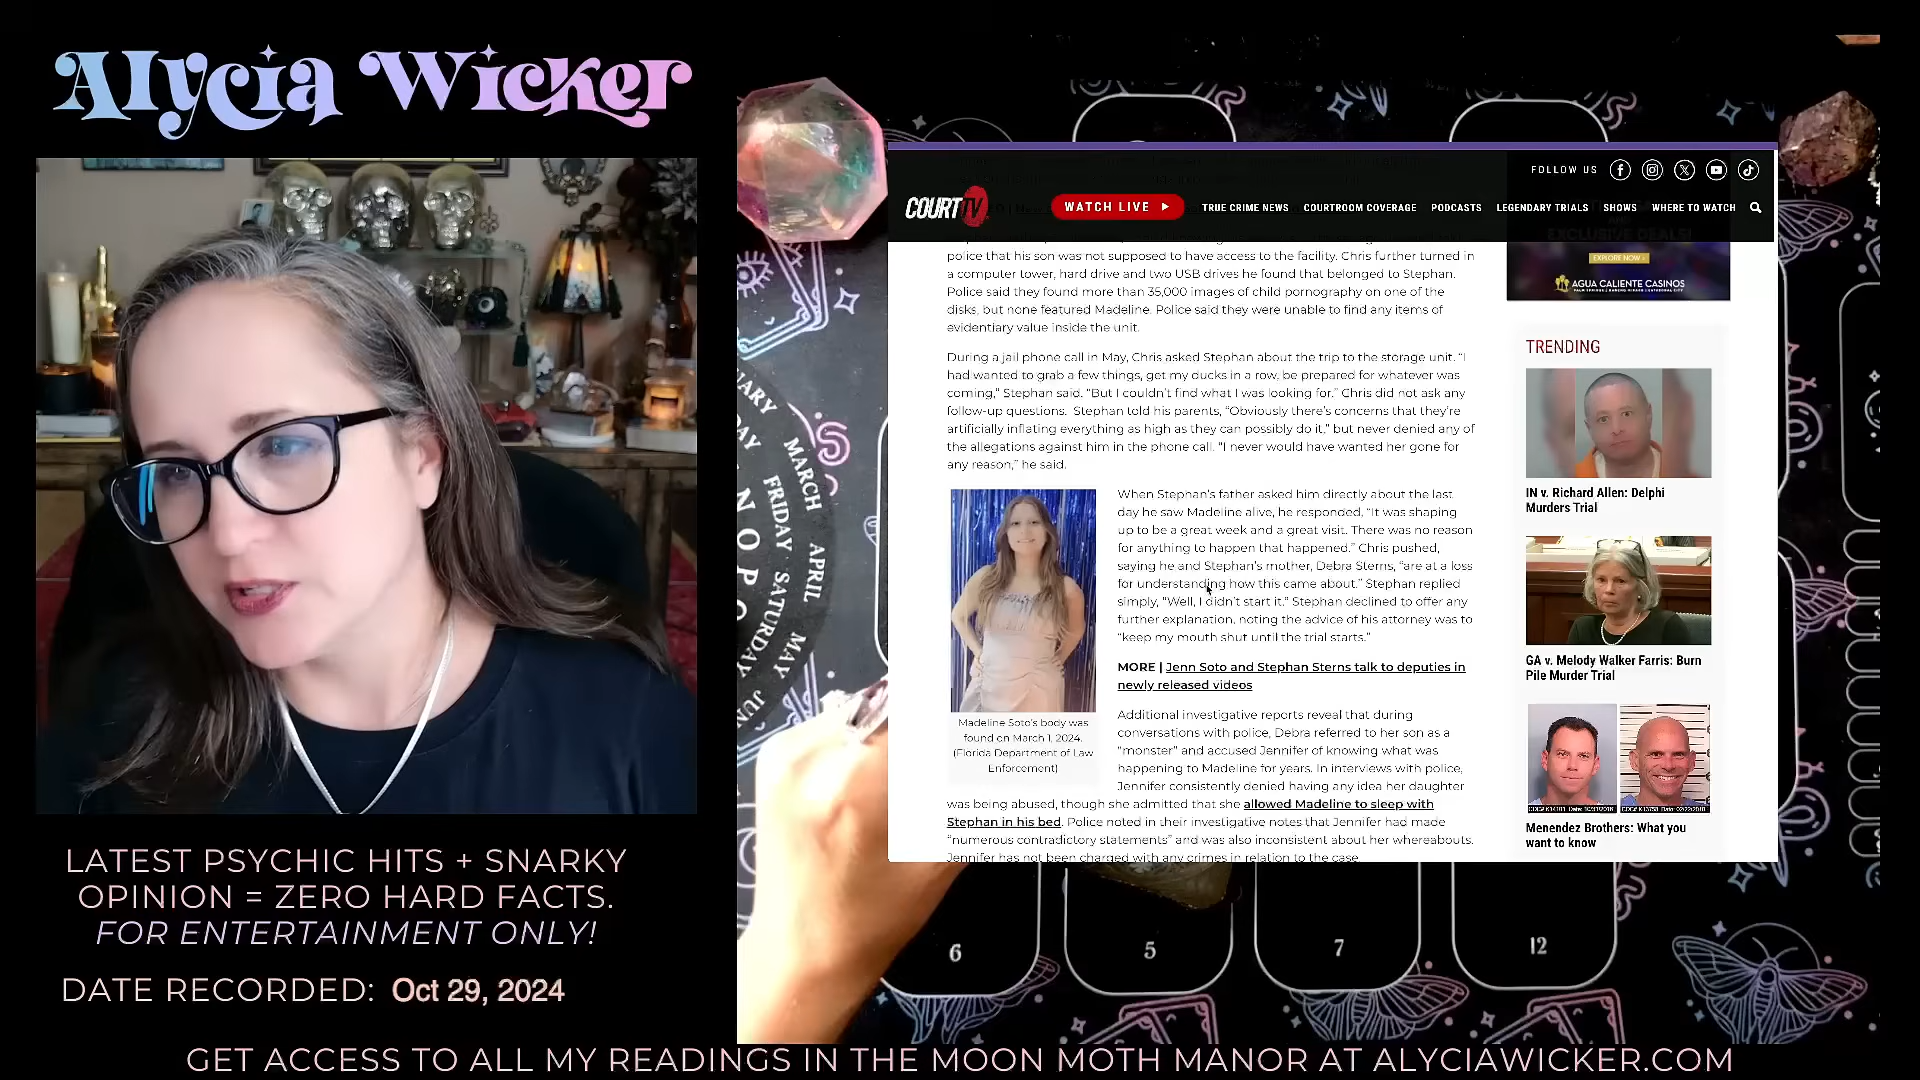 Alycia Wicker
LATEST PSYCHIC HITS + SNARKY
OPINION = ZERO HARD FACTS.
FOR ENTERTAINMENT ONLY!
DATE RECORDED: Oct 29, 2024
FOLLOW US
COURT TV
WATCH LIVE
TRUE CRIME NEWS COURTROOM COVERAGE PODCASTS LEGENDARY TRIALS SHOWS WHERE TO WATCH
police that his son was not supposed to have access to the facility. Chris further turned in
a computer tower, hard drive and two USB drives he found that belonged to Stephan.
Police said they found more than 35,000 images of child pornography on one of the
disks, but none featured Madeline. Police said they were unable to find any items of
evidentiary value inside the unit.
During a jail phone call in May, Chris asked Stephan about the trip to the storage unit. “I
had wanted to grab a few things, get my ducks in a row, be prepared for whatever was
coming,” Stephan said. “But I couldn’t find what I was looking for.” Chris did not ask any
follow-up questions. Stephan told his parents, “Obviously there’s concerns that they’re
artificially inflating everything as high as they can possibly do it,” but never denied any of
the allegations against him in the phone call. “I never would have wanted her gone for
any reason,” he said.
When Stephan’s father asked him directly about the last
day he saw Madeline alive, he responded, “It was shaping
up to be a great week and a great visit. There was no reason
for anything to happen that happened.” Chris pushed,
saying he and Stephan’s mother, Debra Sterns, “are at a loss
for understanding how this came about.” Stephan replied
simply, “Well, I didn’t start it.” Stephan declined to offer any
further explanation, noting the advice of his attorney was to
“keep my mouth shut until the trial starts.”
MORE | Jenn Soto and Stephan Sterns talk to deputies in
newly released videos
Madeline Soto’s body was
found on March 1, 2024.
(Florida Department of Law
Enforcement)
Additional investigative reports reveal that during
conversations with police, Debra referred to her son as a
“monster” and accused Jennifer of knowing what was
happening to Madeline for years. In interviews with police,
Jennifer consistently denied having any idea her daughter
was being abused, though she admitted that she allowed Madeline to sleep with
Stephan in his bed. Police noted in their investigative notes that Jennifer had made
“numerous contradictory statements” and was also inconsistent about her whereabouts.
Jennifer has not been charged with any crimes in relation to the case.
EXCLUSIVE DEALS!
EXPLORE NOW
AGUA CALIENTE CASINOS
TRENDING
IN v. Richard Allen: Delphi
Murders Trial
GA v. Melody Walker Farris: Burn
Pile Murder Trial
Menendez Brothers: What you
want to know
MARCH
APRIL
MAY
JUN
FRIDAY
SATURDAY
N O P Q
6
5
7
12
GET ACCESS TO ALL MY READINGS IN THE MOON MOTH MANOR AT ALYCIAWICKER.COM